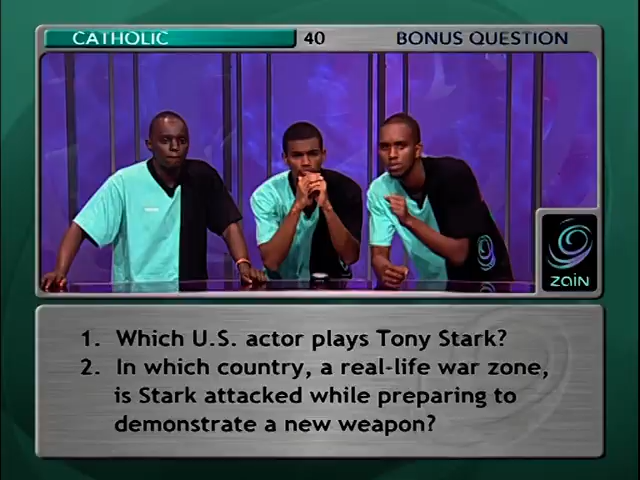 CATHOLIC 40 BONUS QUESTION
zain
1. Which U.S. actor plays Tony Stark?
2. In which country, a real-life war zone,
is Stark attacked while preparing to
demonstrate a new weapon?